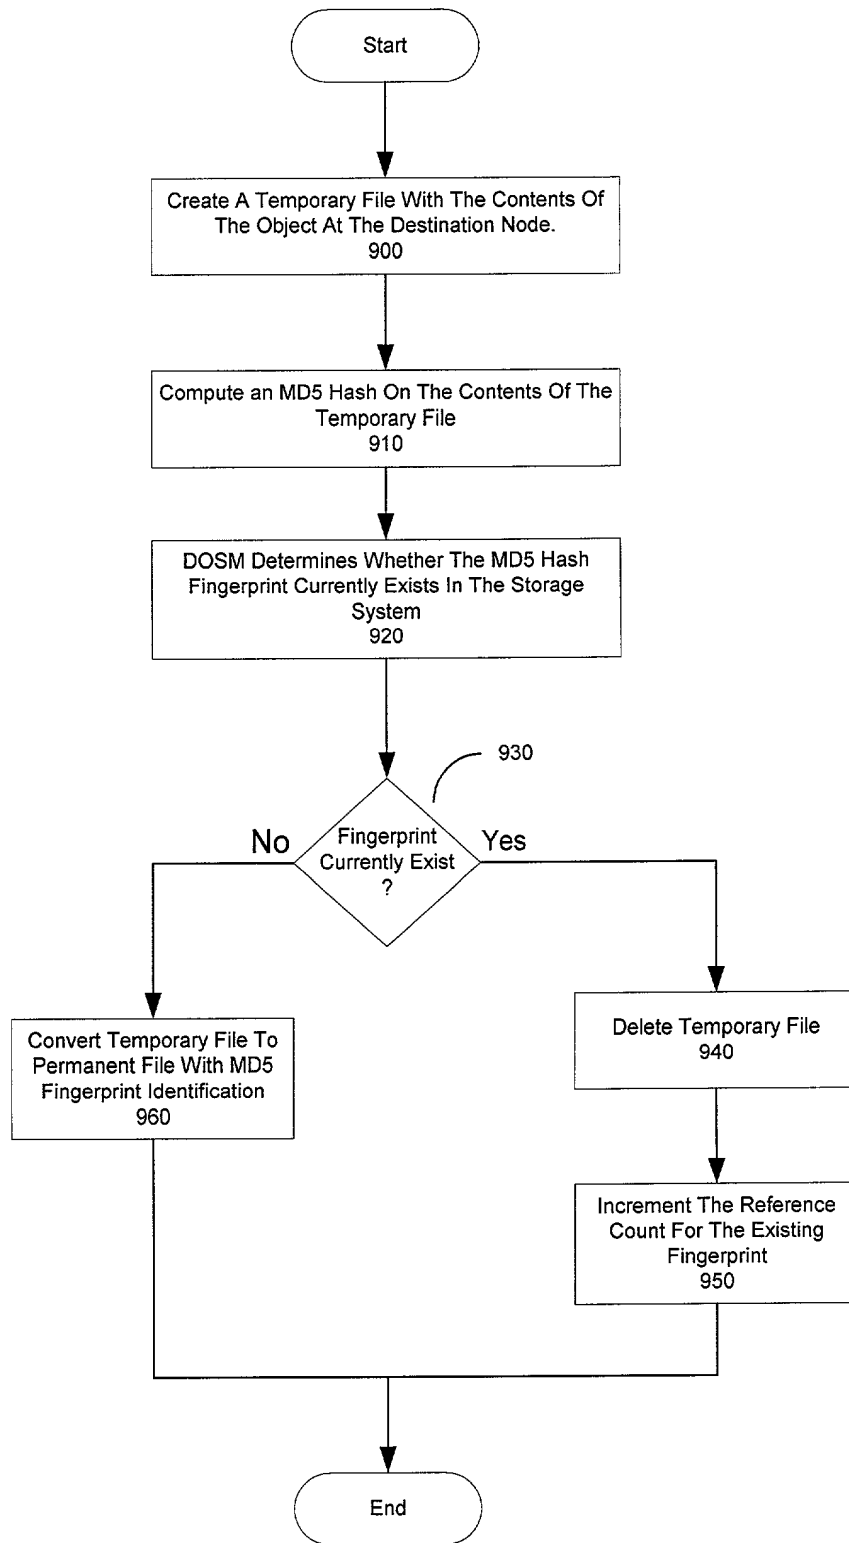 Start
Create A Temporary File With The Contents Of
The Object At The Destination Node.
900
Compute an MD5 Hash On The Contents Of The
Temporary File
910
DOSM Determines Whether The MD5 Hash
Fingerprint Currently Exists In The Storage
System
920
930
No
Fingerprint
Currently Exist
?
Yes
Convert Temporary File To
Permanent File With MD5
Fingerprint Identification
960
Delete Temporary File
940
Increment The Reference
Count For The Existing
Fingerprint
950
End